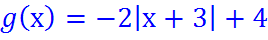 g(x) = −2|x + 3| + 4